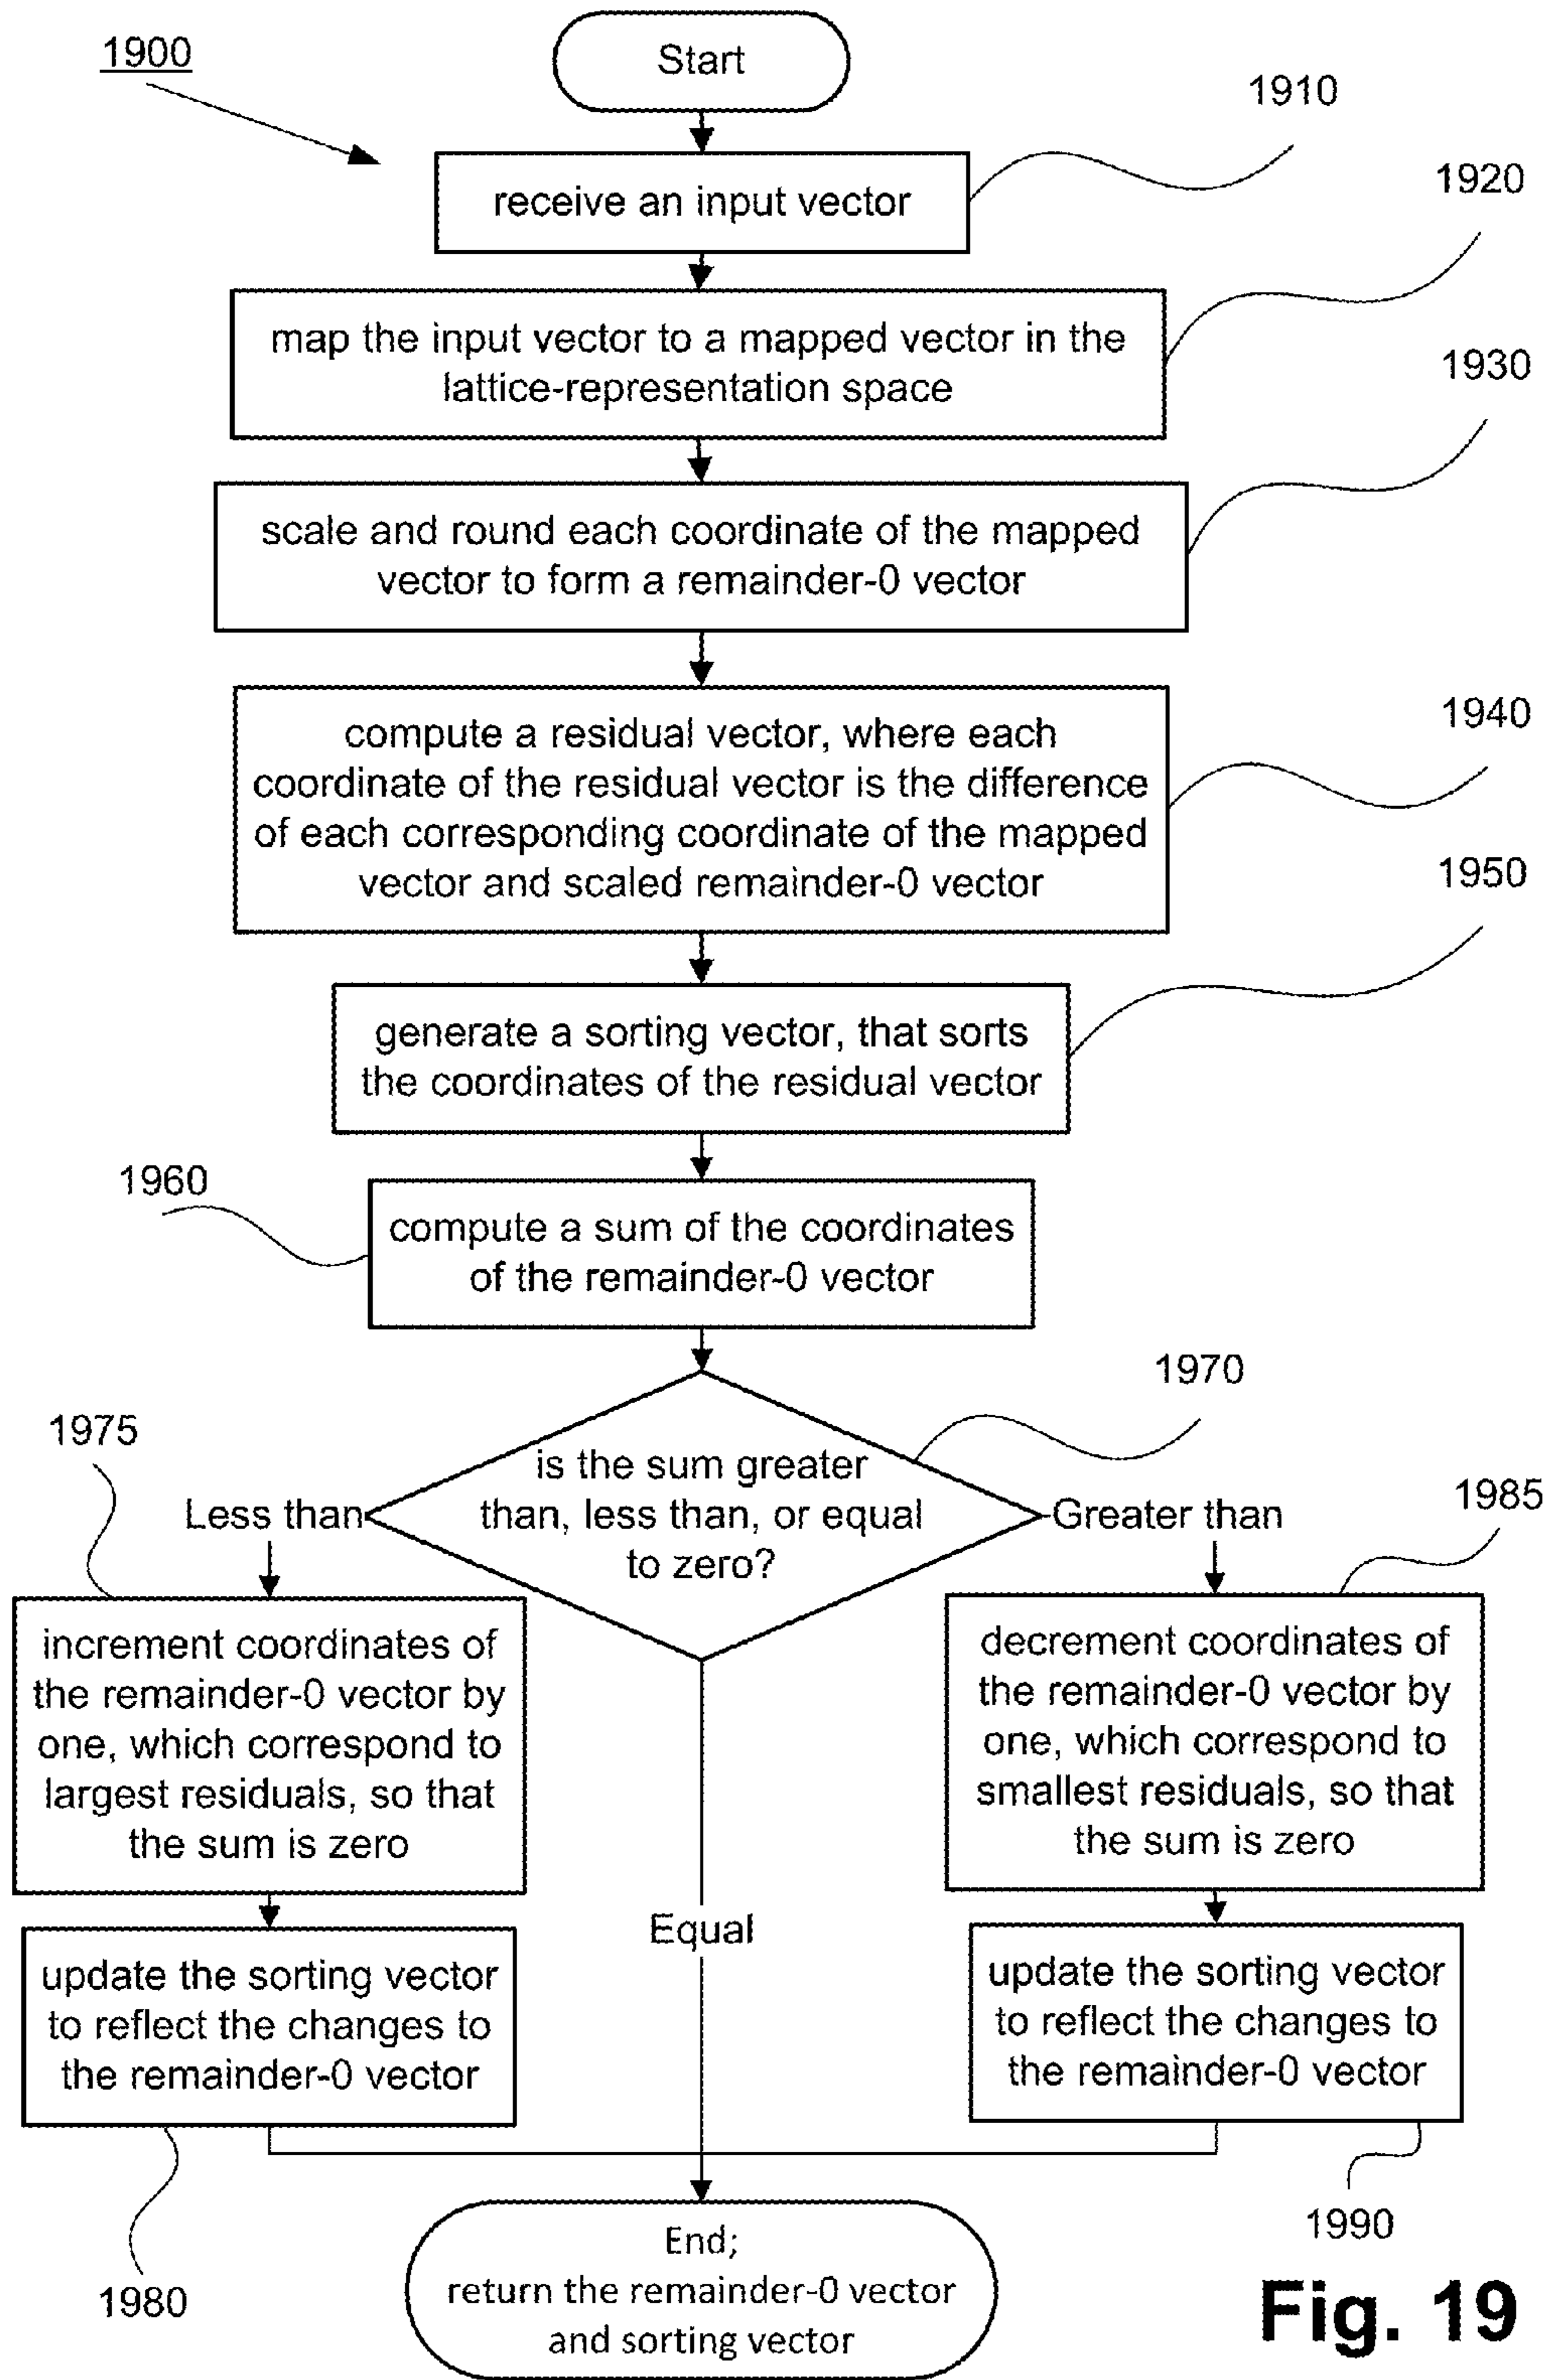 1900
Start
1910
receive an input vector
1920
map the input vector to a mapped vector in the
lattice-representation space
1930
scale and round each coordinate of the mapped
vector to form a remainder-0 vector
1940
compute a residual vector, where each
coordinate of the residual vector is the difference
of each corresponding coordinate of the mapped
vector and scaled remainder-0 vector
1950
generate a sorting vector, that sorts
the coordinates of the residual vector
1960
compute a sum of the coordinates
of the remainder-0 vector
1970
is the sum greater
than, less than, or equal
to zero?
1975
Less than
Greater than
1985
increment coordinates of
the remainder-0 vector by
one, which correspond to
largest residuals, so that
the sum is zero
decrement coordinates of
the remainder-0 vector by
one, which correspond to
smallest residuals, so that
the sum is zero
Equal
update the sorting vector
to reflect the changes to
the remainder-0 vector
update the sorting vector
to reflect the changes to
the remainder-0 vector
1980
1990
End;
return the remainder-0 vector
and sorting vector
Fig. 19